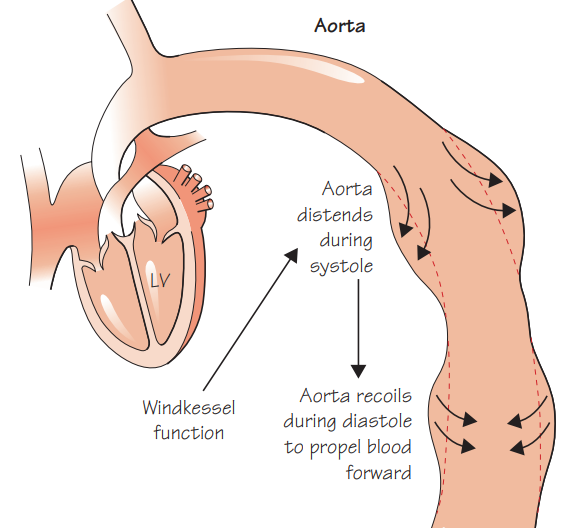 Aorta
Aorta
distends
during
systole
LV
Windkessel
function
Aorta recoils
during diastole
to propel blood
forward